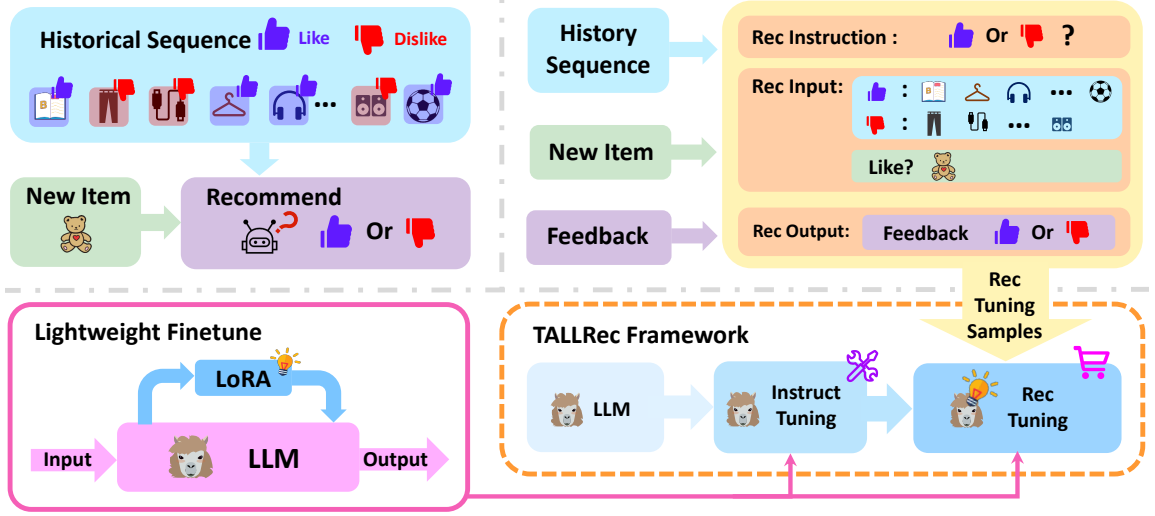 Historical Sequence Like Dislike
B
...
New Item
Recommend
? Or
History
Sequence
New Item
Feedback
Rec Instruction : Or ?
Rec Input:
: ...
B
: ...
Like?
Rec Output: Feedback Or
Rec
Tuning
Samples
Lightweight Finetune
LoRA
Input LLM Output
TALLRec Framework
LLM
Instruct
Tuning
Rec
Tuning